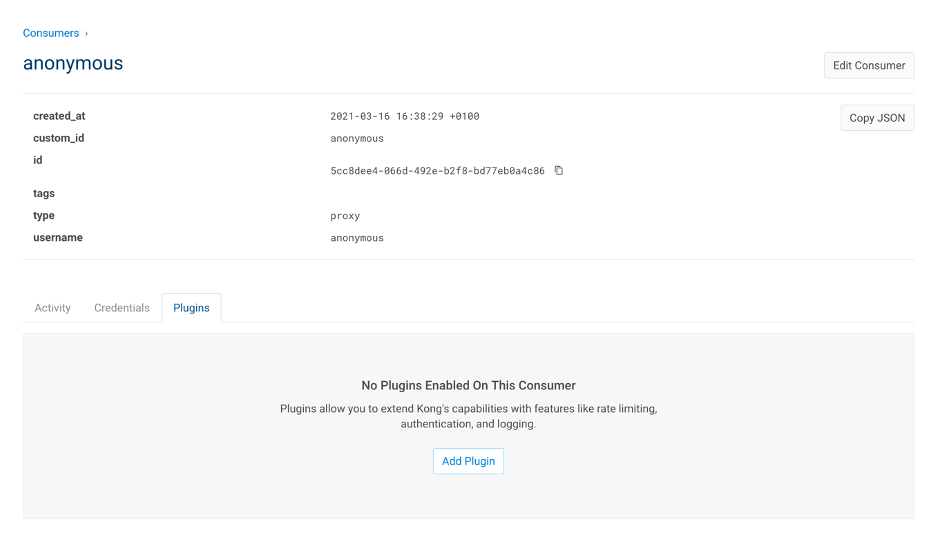 Consumers ›
anonymous
Edit Consumer
created_at 2021-03-16 16:38:29 +0100
Copy JSON
custom_id anonymous
id 5cc8dee4-066d-492e-b2f8-bd77eb0a4c86
tags
type proxy
username anonymous
Activity Credentials Plugins
No Plugins Enabled On This Consumer
Plugins allow you to extend Kong's capabilities with features like rate limiting,
authentication, and logging.
Add Plugin